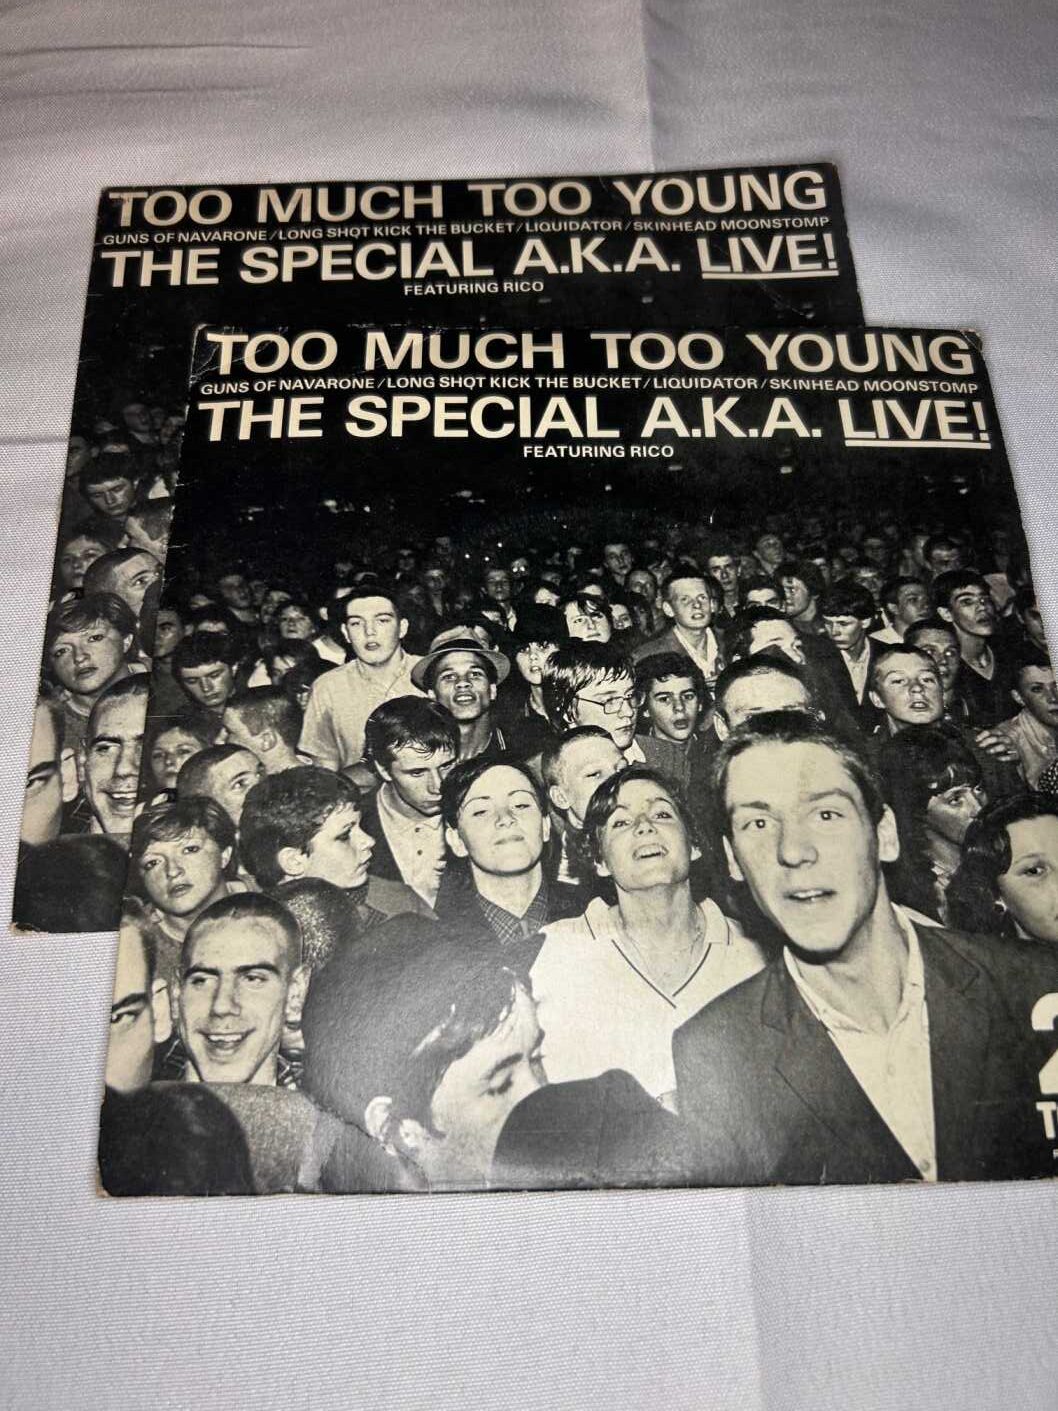 TOO MUCH TOO YOUNG
GUNS OF NAVARONE/LONG SHOT KICK THE BUCKET/LIQUIDATOR/SKINHEAD MOONSTOMP
THE SPECIAL A.K.A. LIVE!
FEATURING RICO
TOO MUCH TOO YOUNG
GUNS OF NAVARONE/LONG SHOT KICK THE BUCKET/LIQUIDATOR/SKINHEAD MOONSTOMP
THE SPECIAL A.K.A. LIVE!
FEATURING RICO
2
T